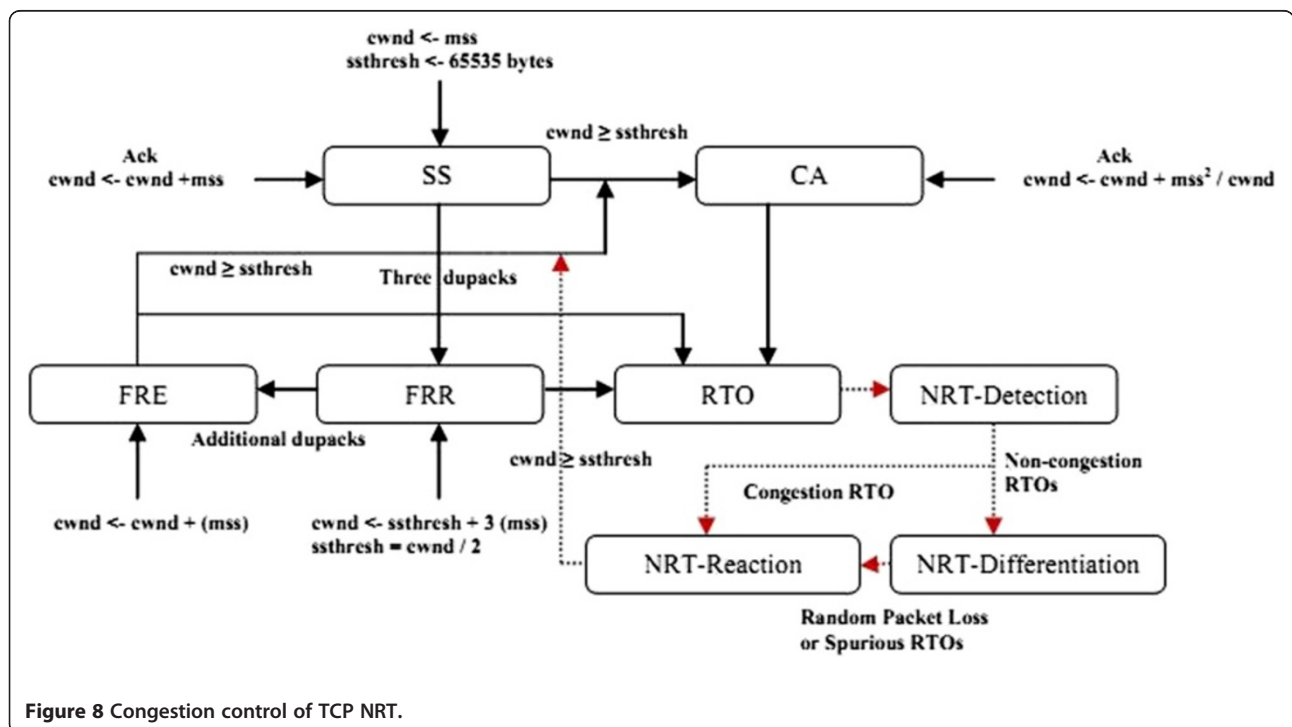 cwnd <- mss
ssthresh <- 65535 bytes
cwnd ≥ ssthresh
Ack
cwnd <- cwnd +mss
SS
CA
Ack
cwnd <- cwnd + mss² / cwnd
cwnd ≥ ssthresh
Three dupacks
FRE
FRR
RTO
NRT-Detection
Additional dupacks
cwnd ≥ ssthresh
Non-congestion
RTOs
Congestion RTO
cwnd <- cwnd + (mss)
cwnd <- ssthresh + 3 (mss)
ssthresh = cwnd / 2
NRT-Reaction
NRT-Differentiation
Random Packet Loss
or Spurious RTOs
Figure 8 Congestion control of TCP NRT.